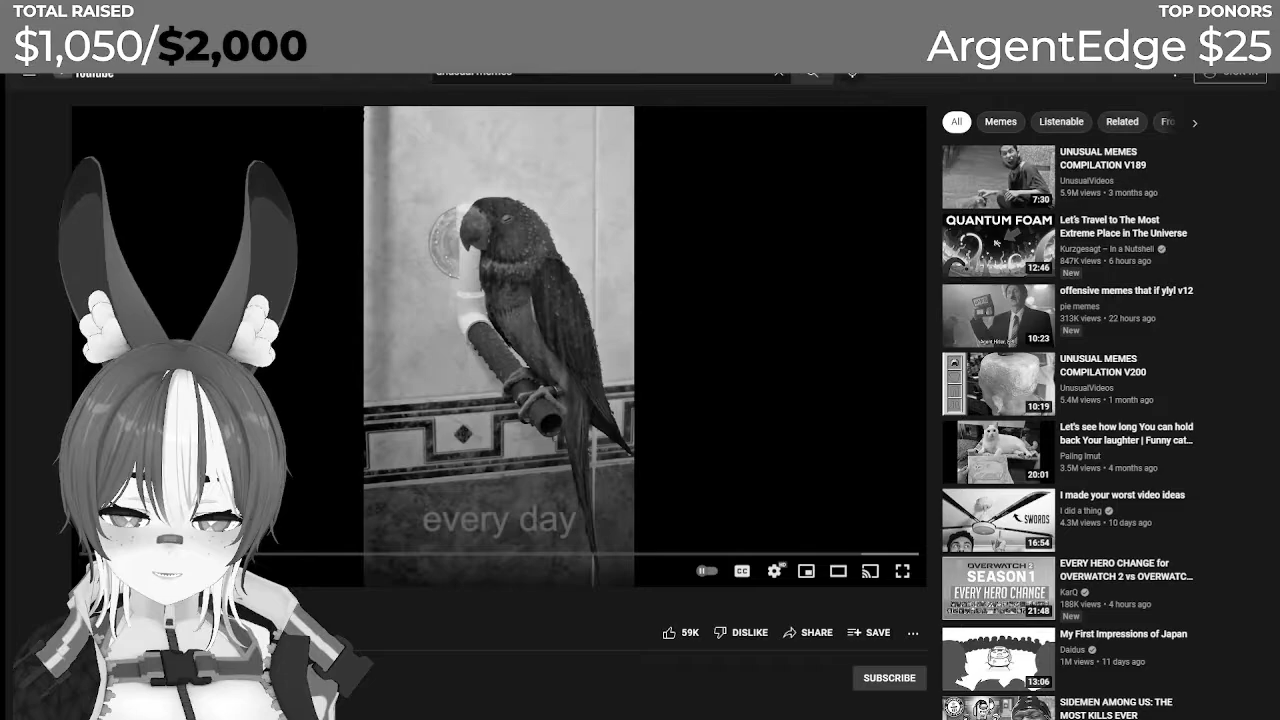 TOTAL RAISED
$1,050/$2,000
TOP DONORS
ArgentEdge $25
YouTube
unusual memes
SIGN IN
All
Memes
Listenable
Related
Fro
every day
CC
HD
59K
DISLIKE
SHARE
SAVE
SUBSCRIBE
7:30
UNUSUAL MEMES
COMPILATION V189
UnusualVideos
5.9M views • 3 months ago
QUANTUM FOAM
12:46
Let's Travel to The Most
Extreme Place in The Universe
Kurzgesagt – In a Nutshell
847K views • 6 hours ago
New
10:23
offensive memes that if ylyl v12
pie memes
313K views • 22 hours ago
New
10:19
UNUSUAL MEMES
COMPILATION V200
UnusualVideos
5.4M views • 1 month ago
20:01
Let's see how long You can hold
back Your laughter | Funny cat...
Paling Imut
3.5M views • 4 months ago
SWORDS
16:54
I made your worst video ideas
I did a thing
4.3M views • 10 days ago
OVERWATCH 2
SEASON 1
EVERY HERO CHANGE
21:48
EVERY HERO CHANGE for
OVERWATCH 2 vs OVERWATC...
KarQ
188K views • 4 hours ago
New
13:06
My First Impressions of Japan
Daidus
1M views • 11 days ago
SIDEMEN AMONG US: THE
MOST KILLS EVER